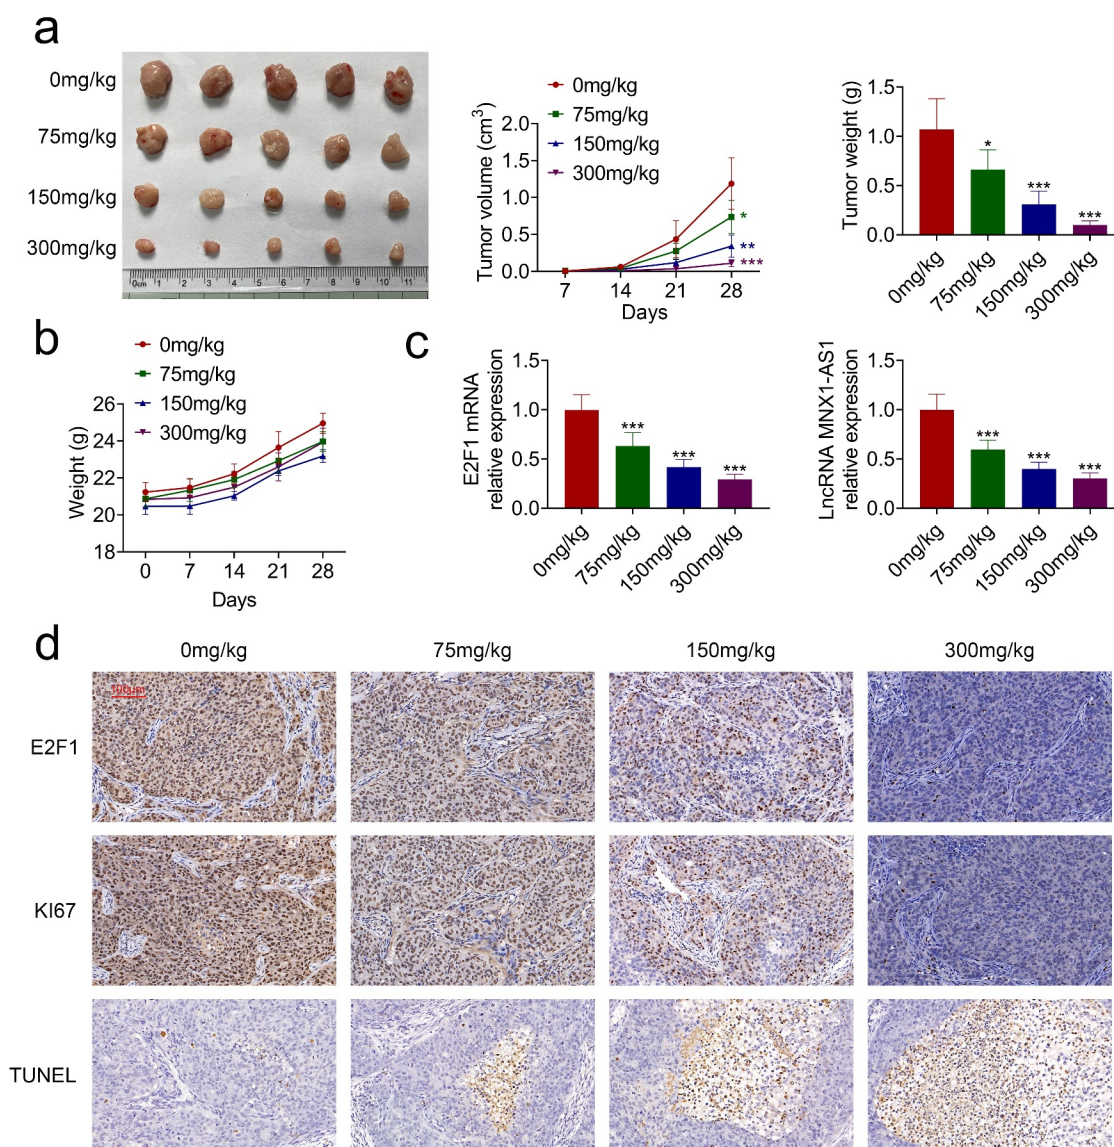 a
0mg/kg
75mg/kg
150mg/kg
300mg/kg
0cm 1 2 3 4 5 6 7 8 9 10 11
0mg/kg
75mg/kg
150mg/kg
300mg/kg
Tumor volume (cm³)
2.0
1.5
1.0
0.5
0.0
*
**
***
7 14 21 28
Days
Tumor weight (g)
1.5
1.0
0.5
0.0
*
***
***
0mg/kg
75mg/kg
150mg/kg
300mg/kg
b
0mg/kg
75mg/kg
150mg/kg
300mg/kg
Weight (g)
26
24
22
20
18
0 7 14 21 28
Days
c
E2F1 mRNA
relative expression
1.5
1.0
0.5
0.0
***
***
***
0mg/kg
75mg/kg
150mg/kg
300mg/kg
LncRNA MNX1-AS1
relative expression
1.5
1.0
0.5
0.0
***
***
***
0mg/kg
75mg/kg
150mg/kg
300mg/kg
d
0mg/kg 75mg/kg 150mg/kg 300mg/kg
100μm
E2F1
KI67
TUNEL